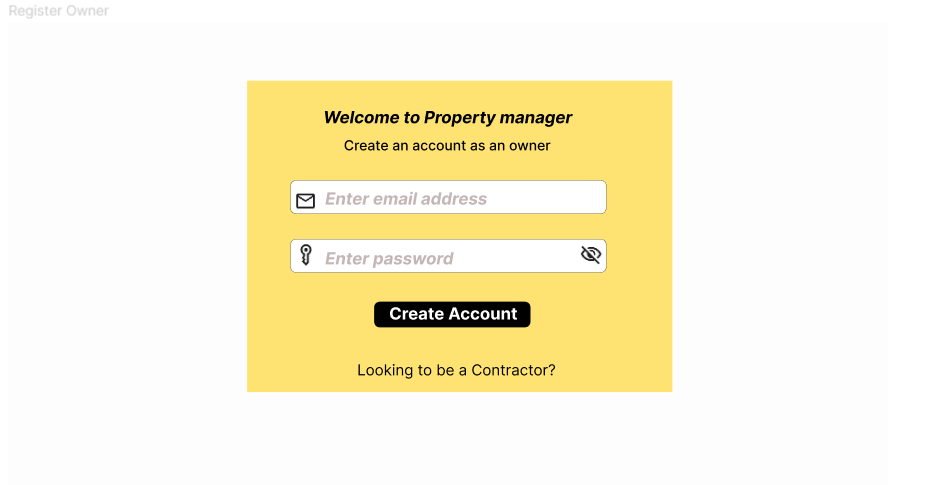 Register Owner
Welcome to Property manager
Create an account as an owner
Enter email address
Enter password
Create Account
Looking to be a Contractor?